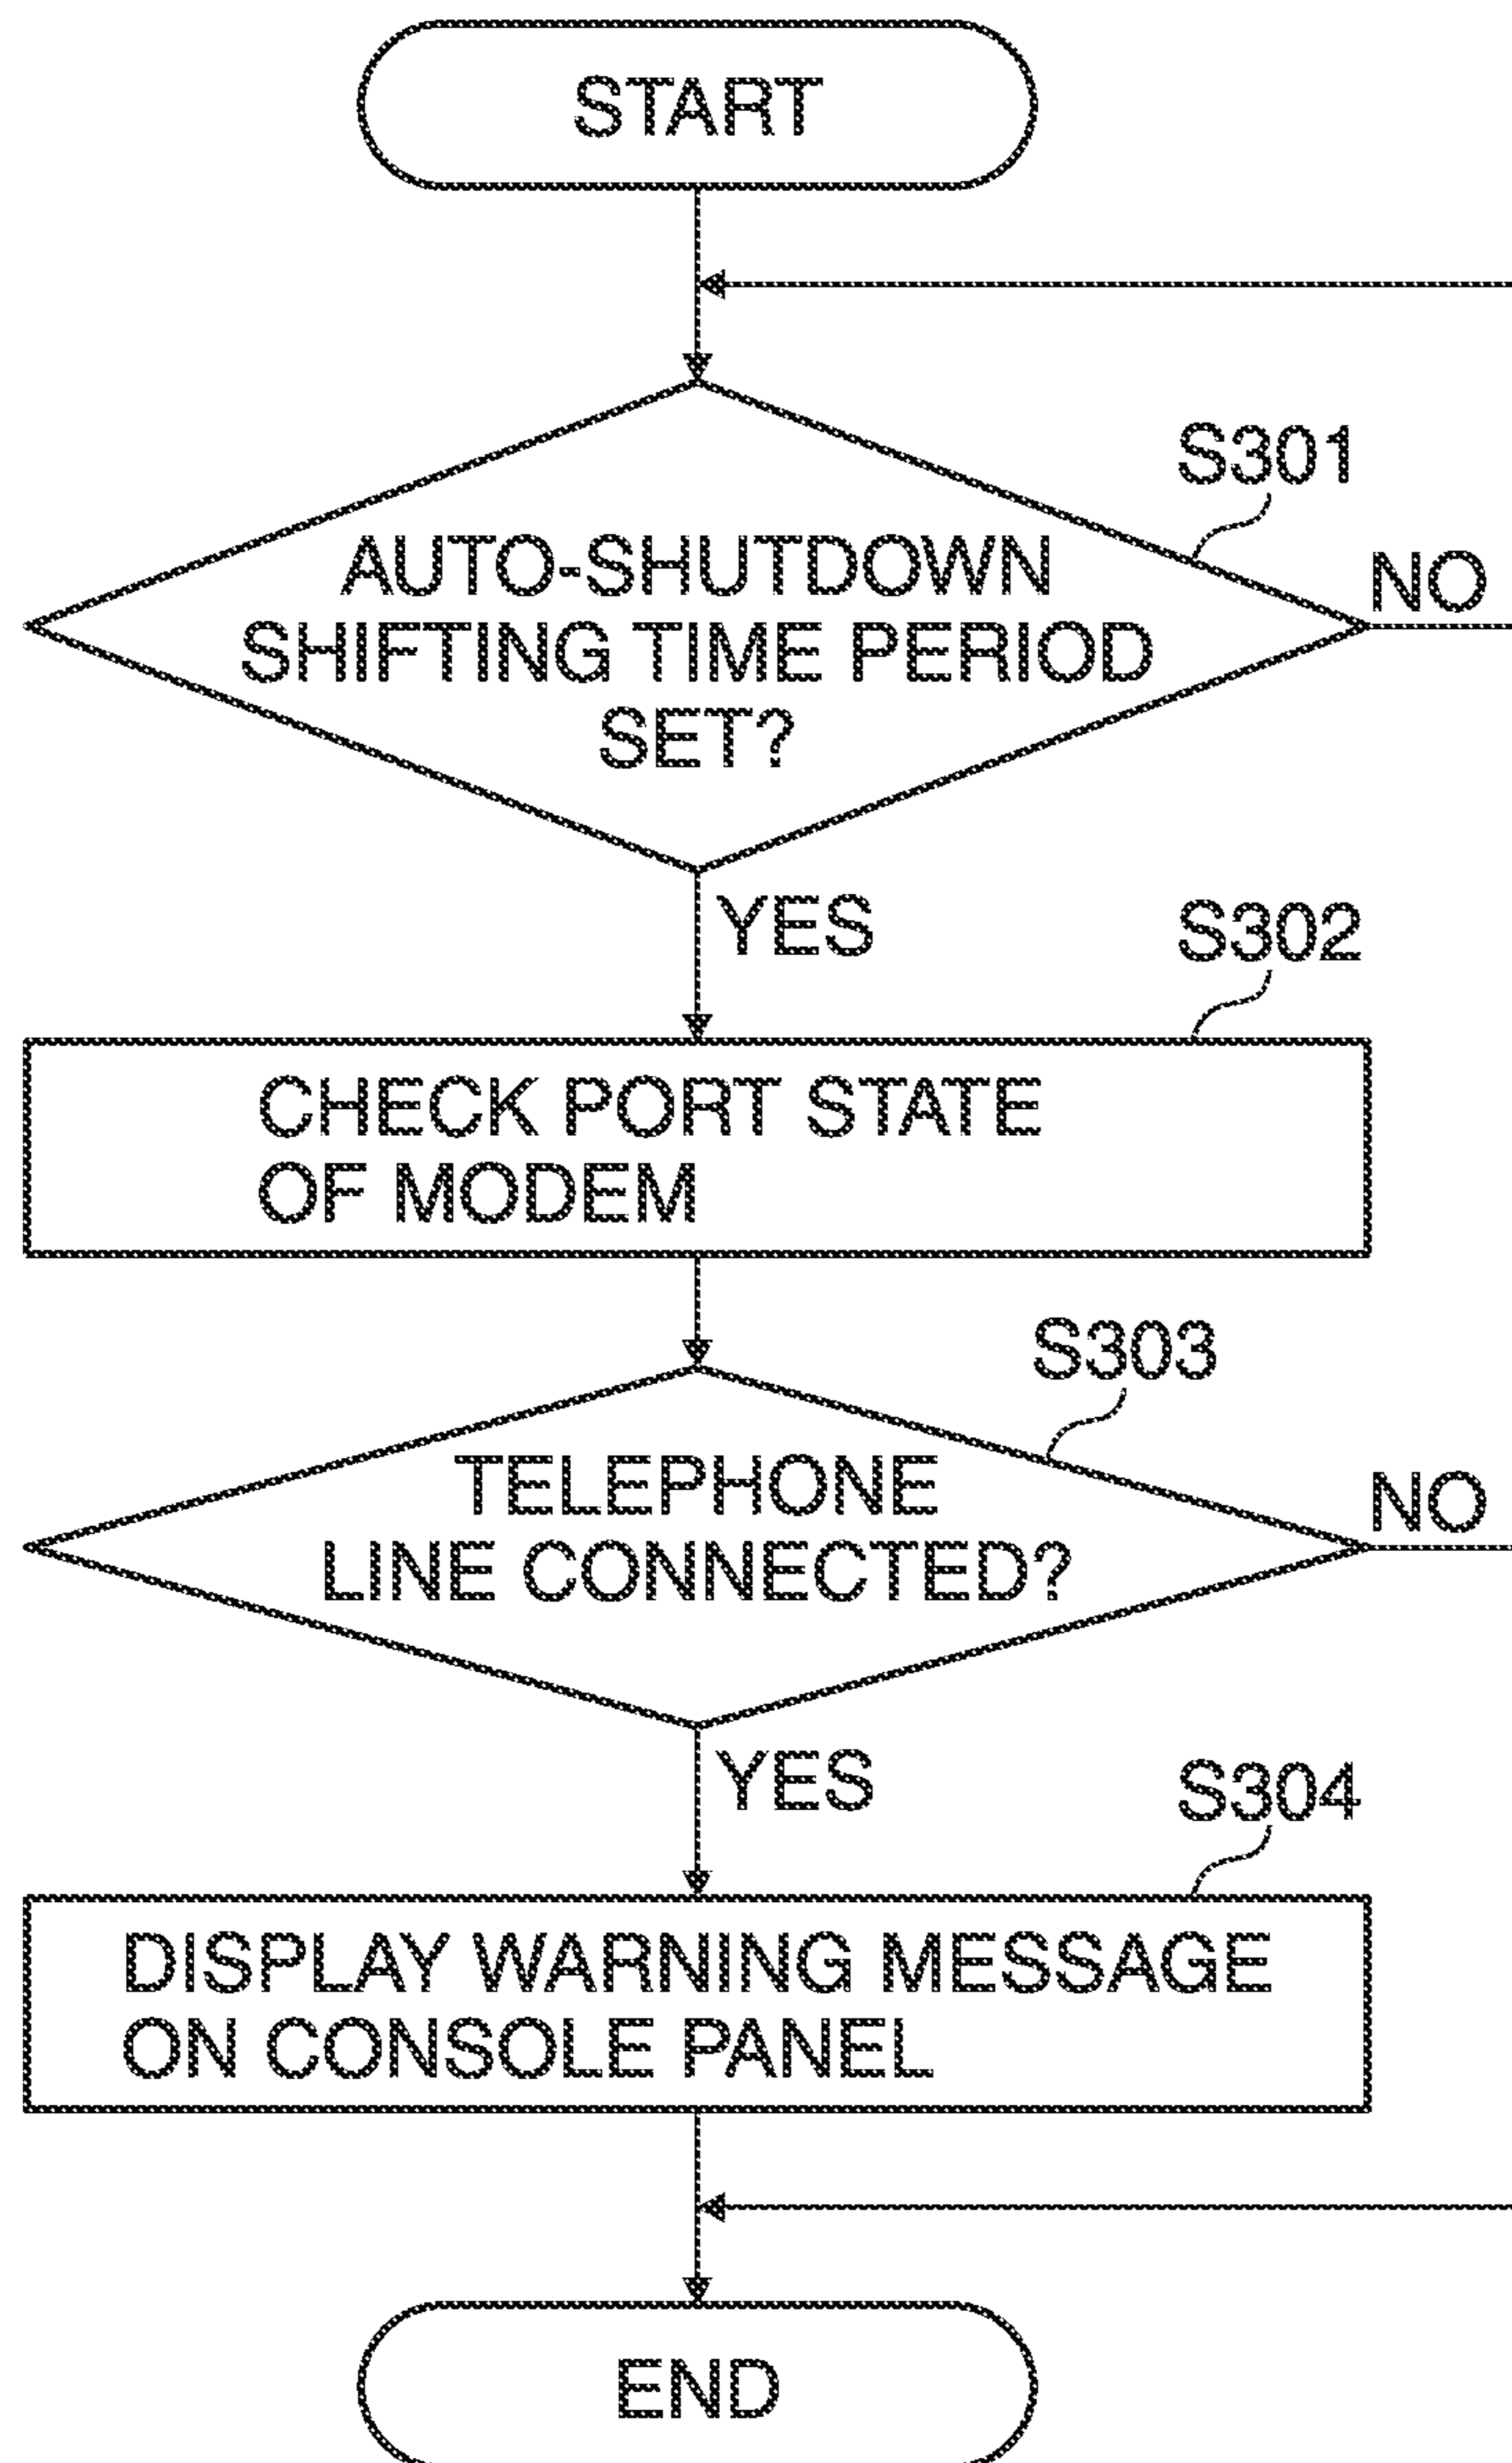 START
S301
AUTO-SHUTDOWN
SHIFTING TIME PERIOD
SET?
NO
YES
S302
CHECK PORT STATE
OF MODEM
S303
TELEPHONE
LINE CONNECTED?
NO
YES
S304
DISPLAY WARNING MESSAGE
ON CONSOLE PANEL
END